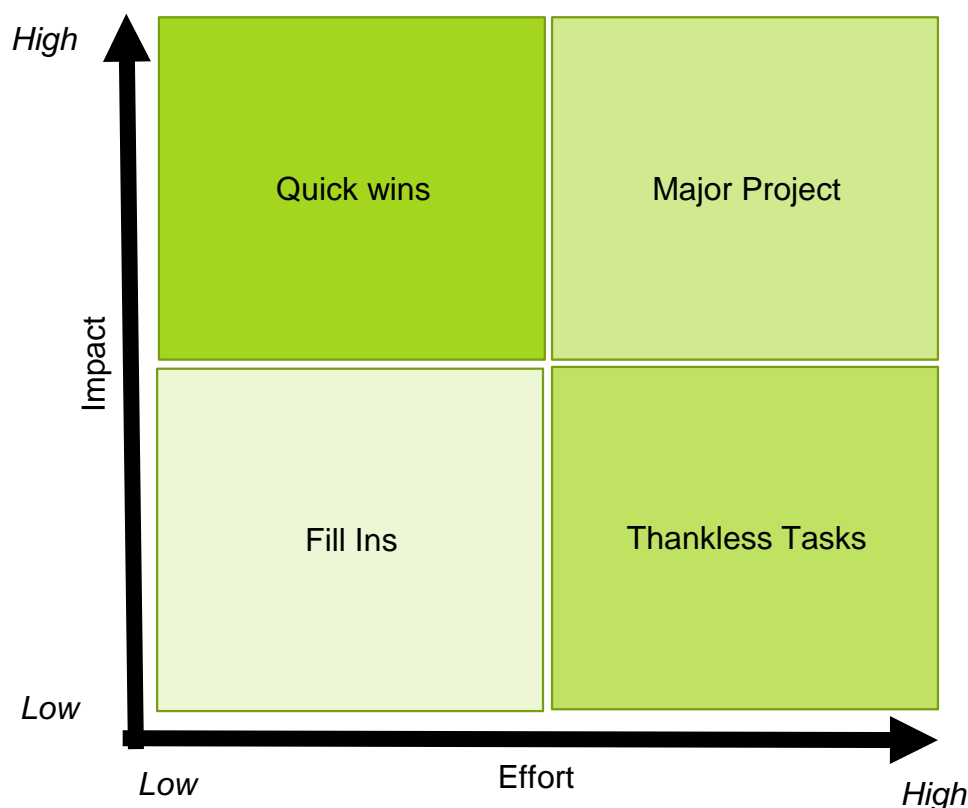 High
Quick wins
Major Project
Impact
Fill Ins
Thankless Tasks
Low
Low
Effort
High